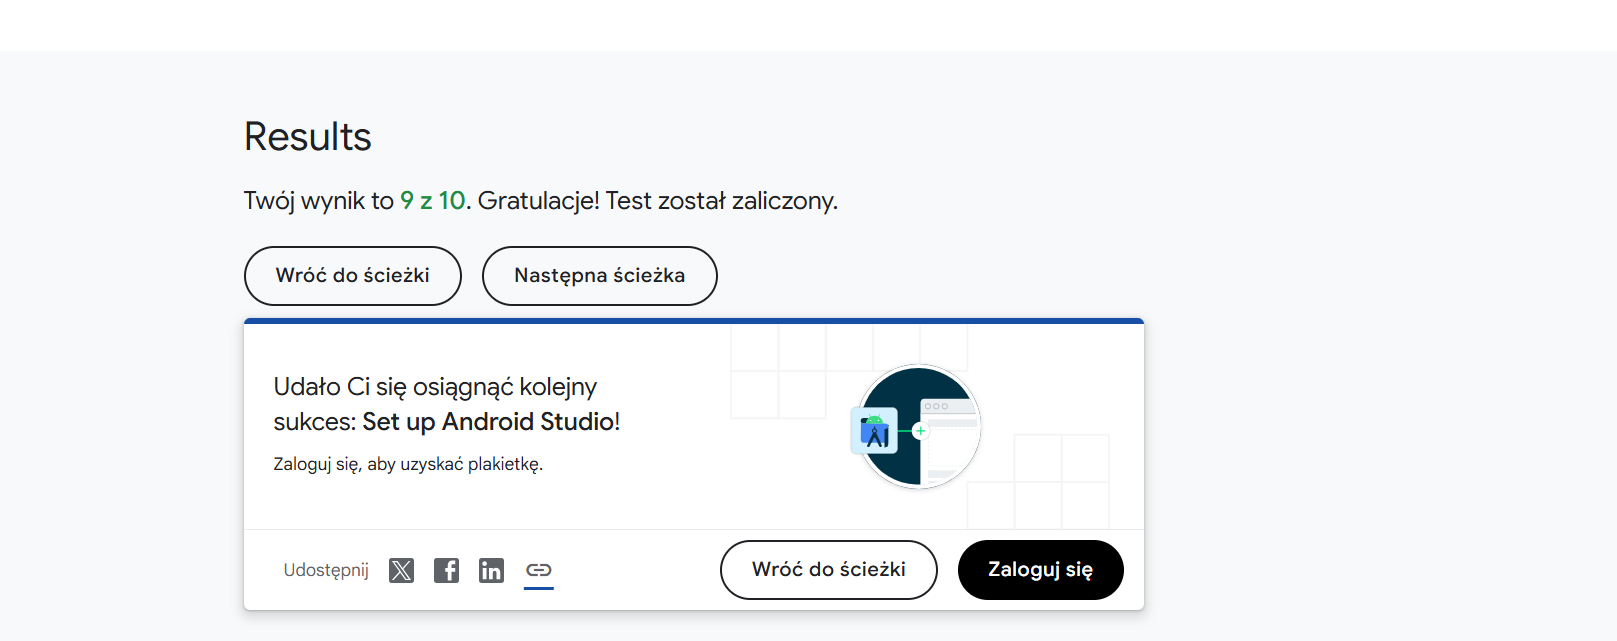 Results
Twój wynik to 9 z 10. Gratulacje! Test został zaliczony.
Wróć do ścieżki
Następna ścieżka
Udało Ci się osiągnąć kolejny
sukces: Set up Android Studio!
Zaloguj się, aby uzyskać plakietkę.
Udostępnij
Wróć do ścieżki
Zaloguj się